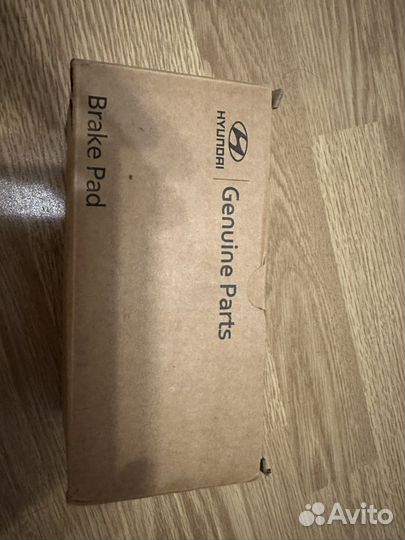 HYUNDAI
Genuine Parts
Brake Pad
Avito